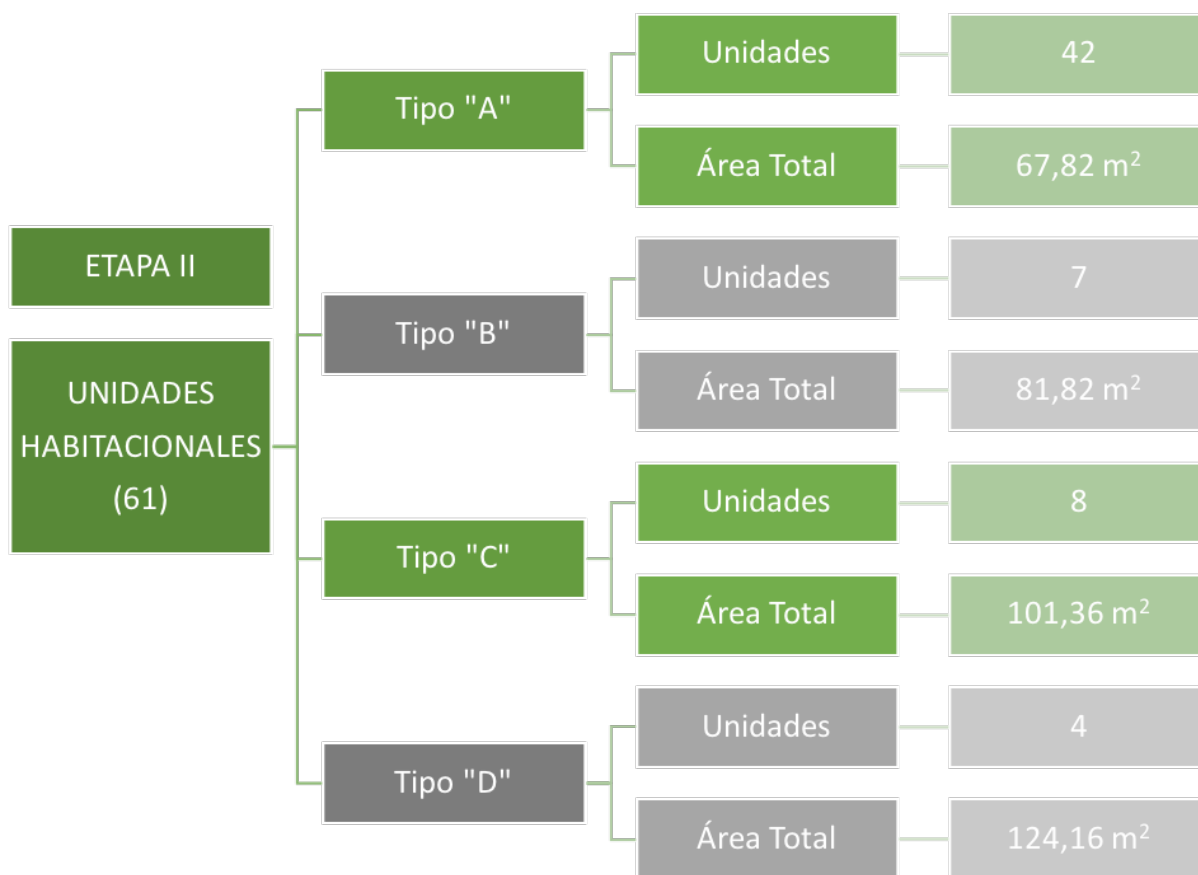 ETAPA II
UNIDADES
HABITACIONALES
(61)
Tipo "A"
Unidades
42
Área Total
67,82 m²
Tipo "B"
Unidades
7
Área Total
81,82 m²
Tipo "C"
Unidades
8
Área Total
101,36 m²
Tipo "D"
Unidades
4
Área Total
124,16 m²